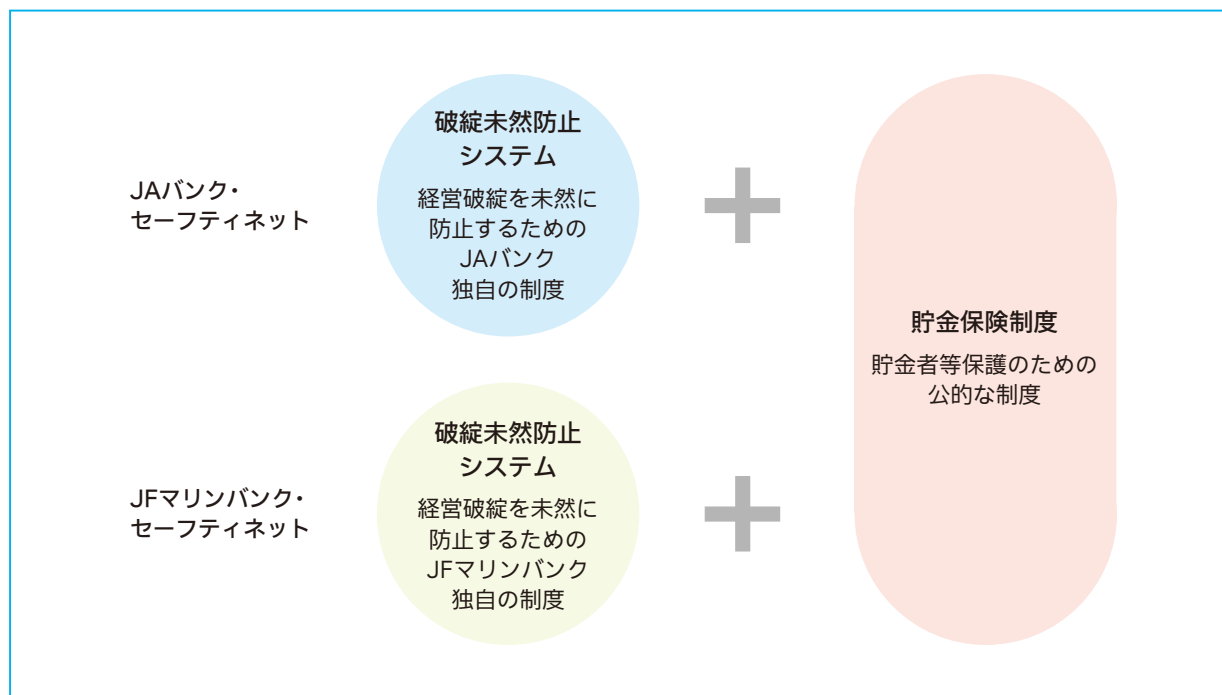 JAバンク・
セーフティネット
破綻未然防止
システム
経営破綻を未然に
防止するための
JAバンク
独自の制度
JFマリンバンク・
セーフティネット
破綻未然防止
システム
経営破綻を未然に
防止するための
JFマリンバンク
独自の制度
貯金保険制度
貯金者等保護のための
公的な制度